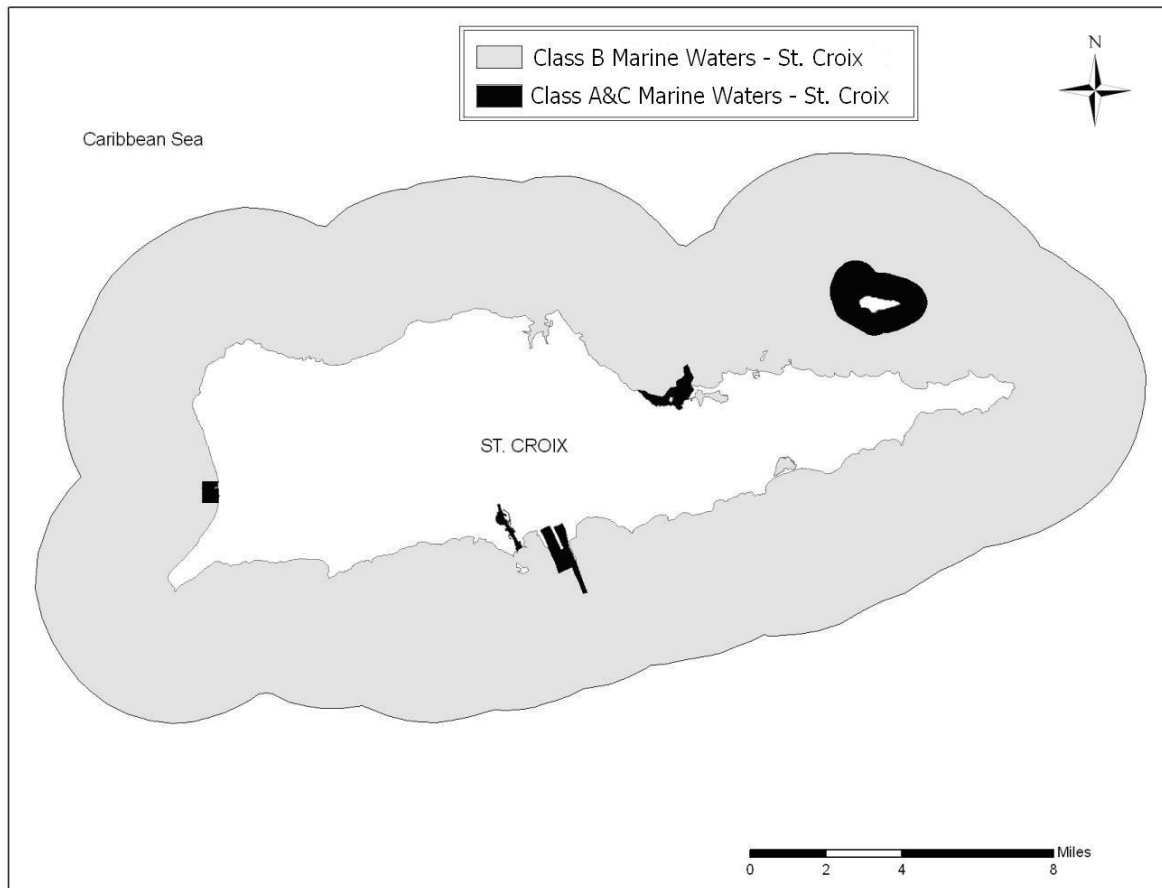 Class B Marine Waters - St. Croix
Class A&C Marine Waters - St. Croix
N
Caribbean Sea
ST. CROIX
Miles
0 2 4 8